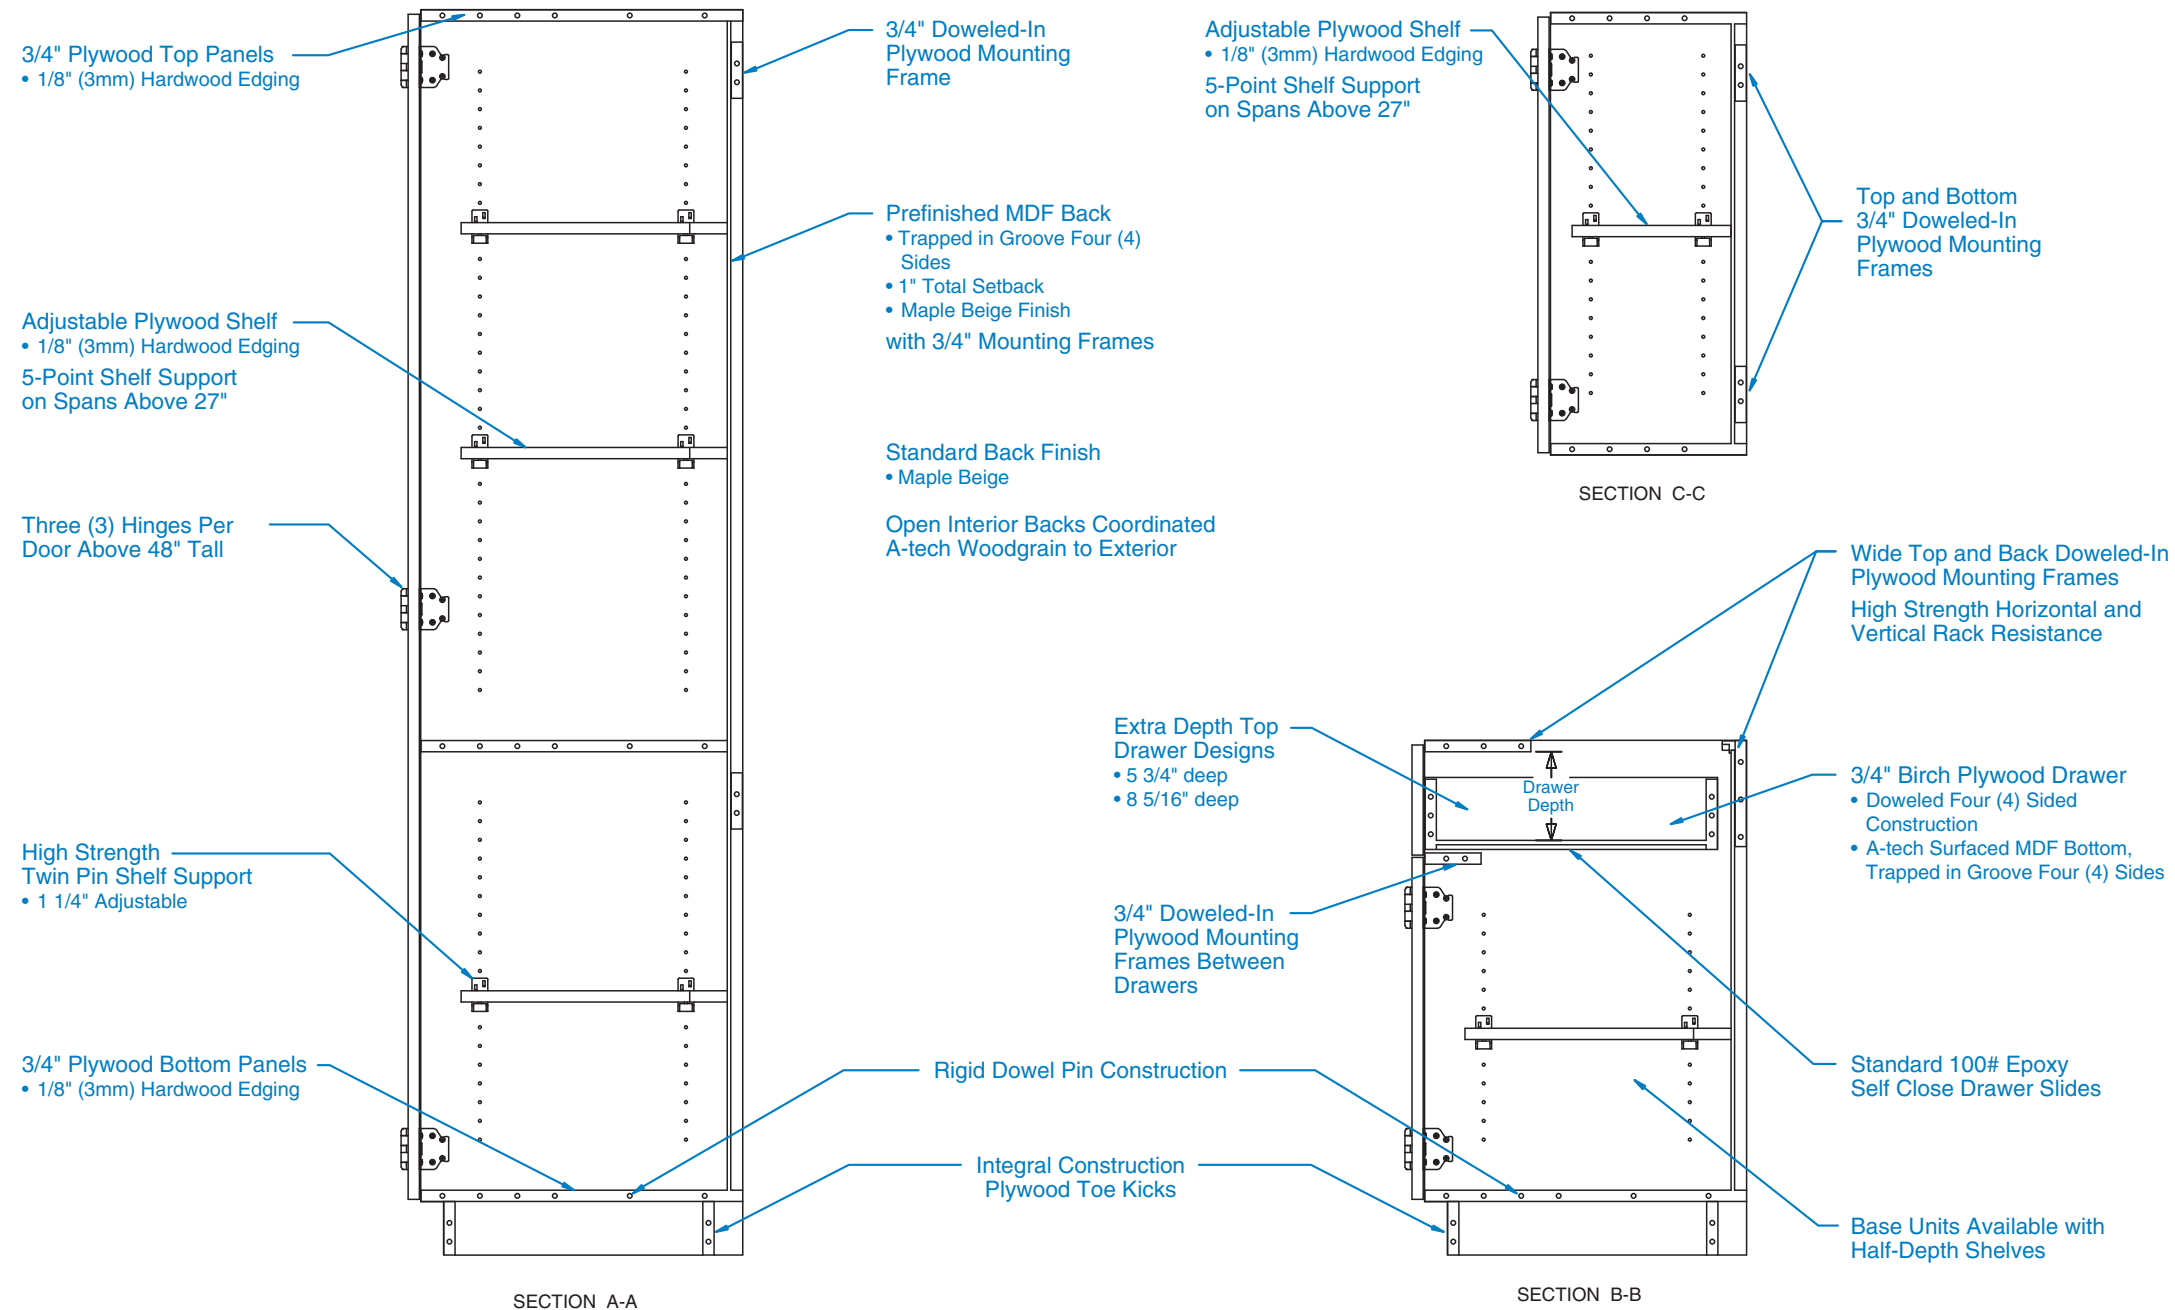 3/4" Plywood Top Panels
• 1/8" (3mm) Hardwood Edging
Adjustable Plywood Shelf
• 1/8" (3mm) Hardwood Edging
5-Point Shelf Support
on Spans Above 27"
Three (3) Hinges Per
Door Above 48" Tall
High Strength
Twin Pin Shelf Support
• 1 1/4" Adjustable
3/4" Plywood Bottom Panels
• 1/8" (3mm) Hardwood Edging
SECTION A-A
3/4" Doweled-In
Plywood Mounting
Frame
Prefinished MDF Back
• Trapped in Groove Four (4)
Sides
• 1" Total Setback
• Maple Beige Finish
with 3/4" Mounting Frames
Standard Back Finish
• Maple Beige
Open Interior Backs Coordinated
A-tech Woodgrain to Exterior
Rigid Dowel Pin Construction
Integral Construction
Plywood Toe Kicks
Adjustable Plywood Shelf
• 1/8" (3mm) Hardwood Edging
5-Point Shelf Support
on Spans Above 27"
Top and Bottom
3/4" Doweled-In
Plywood Mounting
Frames
SECTION C-C
Wide Top and Back Doweled-In
Plywood Mounting Frames
High Strength Horizontal and
Vertical Rack Resistance
Extra Depth Top
Drawer Designs
• 5 3/4" deep
• 8 5/16" deep
Drawer
Depth
3/4" Birch Plywood Drawer
• Doweled Four (4) Sided
Construction
• A-tech Surfaced MDF Bottom,
Trapped in Groove Four (4) Sides
3/4" Doweled-In
Plywood Mounting
Frames Between
Drawers
Standard 100# Epoxy
Self Close Drawer Slides
Base Units Available with
Half-Depth Shelves
SECTION B-B